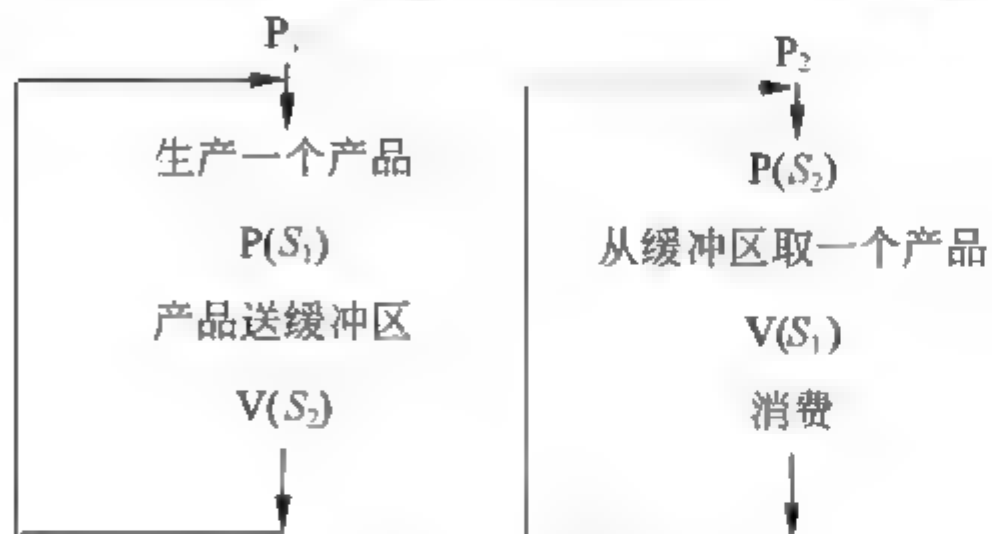 P₁
生产一个产品
P(S₁)
产品送缓冲区
V(S₂)
P₂
P(S₂)
从缓冲区取一个产品
V(S₁)
消费